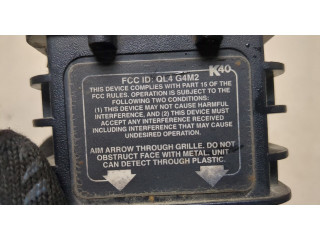 K40
FCC ID: QL4 G4M2
THIS DEVICE COMPLIES WITH PART 15 OF THE
FCC RULES. OPERATION IS SUBJECT TO THE
FOLLOWING TWO CONDITIONS:
(1) THIS DEVICE MAY NOT CAUSE HARMFUL
INTERFERENCE, AND (2) THIS DEVICE MUST
ACCEPT ANY INTERFERENCE RECEIVED
INCLUDING INTERFERENCE THAT MAY CAUSE
UNDESIRED OPERATION.
AIM ARROW THROUGH GRILLE. DO NOT
OBSTRUCT FACE WITH METAL. UNIT
CAN DETECT THROUGH PLASTIC.